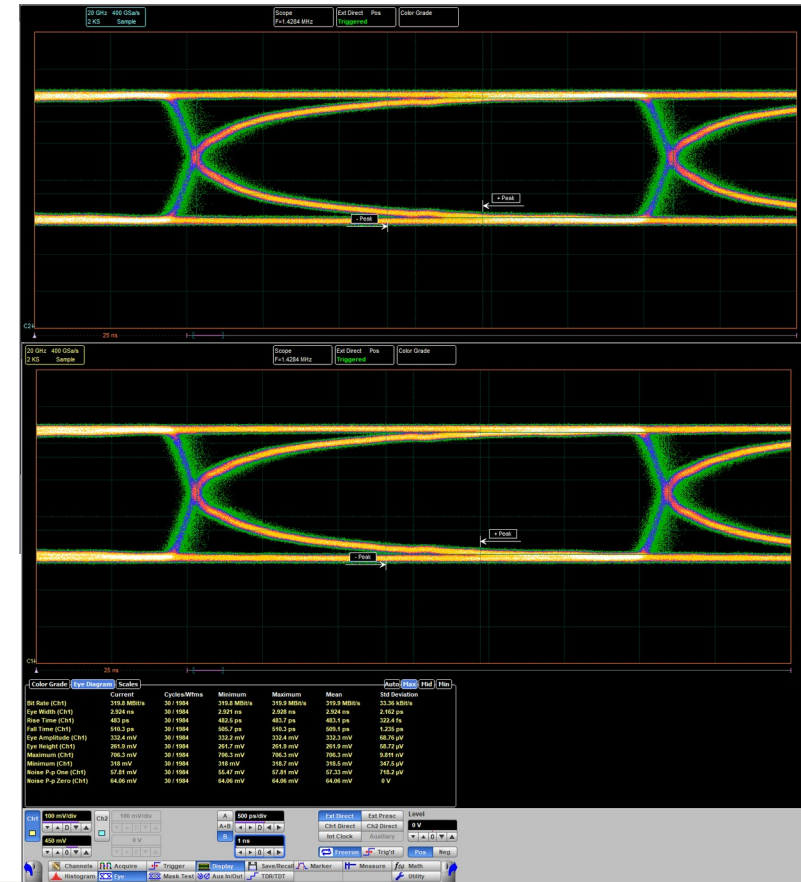 20 GHz 400 GSa/s
2 KS Sample
Scope
F=1.4284 MHz
Ext Direct Pos
Triggered
Color Grade
+ Peak
- Peak
C2
25 ns
20 GHz 400 GSa/s
2 KS Sample
Scope
F=1.4284 MHz
Ext Direct Pos
Triggered
Color Grade
+ Peak
- Peak
C1
25 ns
Color Grade Eye Diagram Scales Auto Max Mid Min
Current Cycles/Wfms Minimum Maximum Mean Std Deviation
Bit Rate (Ch1) 319.8 MBit/s 30 / 1984 319.8 MBit/s 319.9 MBit/s 319.9 MBit/s 33.36 kBit/s
Eye Width (Ch1) 2.924 ns 30 / 1984 2.921 ns 2.928 ns 2.924 ns 2.162 ps
Rise Time (Ch1) 483 ps 30 / 1984 482.5 ps 483.7 ps 483.1 ps 322.4 fs
Fall Time (Ch1) 510.3 ps 30 / 1984 505.7 ps 510.3 ps 509.1 ps 1.235 ps
Eye Amplitude (Ch1) 332.4 mV 30 / 1984 332.2 mV 332.4 mV 332.3 mV 68.76 µV
Eye Height (Ch1) 261.9 mV 30 / 1984 261.7 mV 261.9 mV 261.9 mV 58.72 µV
Maximum (Ch1) 706.3 mV 30 / 1984 706.3 mV 706.3 mV 706.3 mV 9.811 nV
Minimum (Ch1) 318 mV 30 / 1984 318 mV 318.7 mV 318.5 mV 347.5 µV
Noise P-p One (Ch1) 57.81 mV 30 / 1984 55.47 mV 57.81 mV 57.33 mV 718.2 µV
Noise P-p Zero (Ch1) 64.06 mV 30 / 1984 64.06 mV 64.06 mV 64.06 mV 0 V
Ch1 100 mV/div Ch2 100 mV/div A 500 ps/div Ext Direct Ext Presc Level
0 A+B 0 Ch1 Direct Ch2 Direct 0 V
450 mV 0 V B 1 ns Int Clock Auxiliary 0
0 0 Freerun Trig'd Pos Neg
Channels Acquire Trigger Display Save/Recall Marker Measure f(x) Math
Histogram Eye Mask Test Aux In/Out TDR/TDT Utility